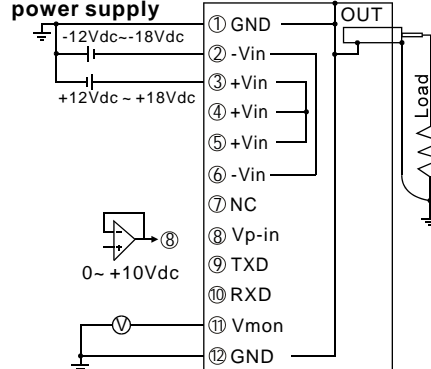 power supply
-12Vdc~-18Vdc
+12Vdc ~ +18Vdc
① GND
② -Vin
③ +Vin
④ +Vin
⑤ +Vin
⑥ -Vin
⑦ NC
⑧ Vp-in
⑨ TXD
⑩ RXD
⑪ Vmon
⑫ GND
OUT
Load
- + ⑧
0~ +10Vdc
V